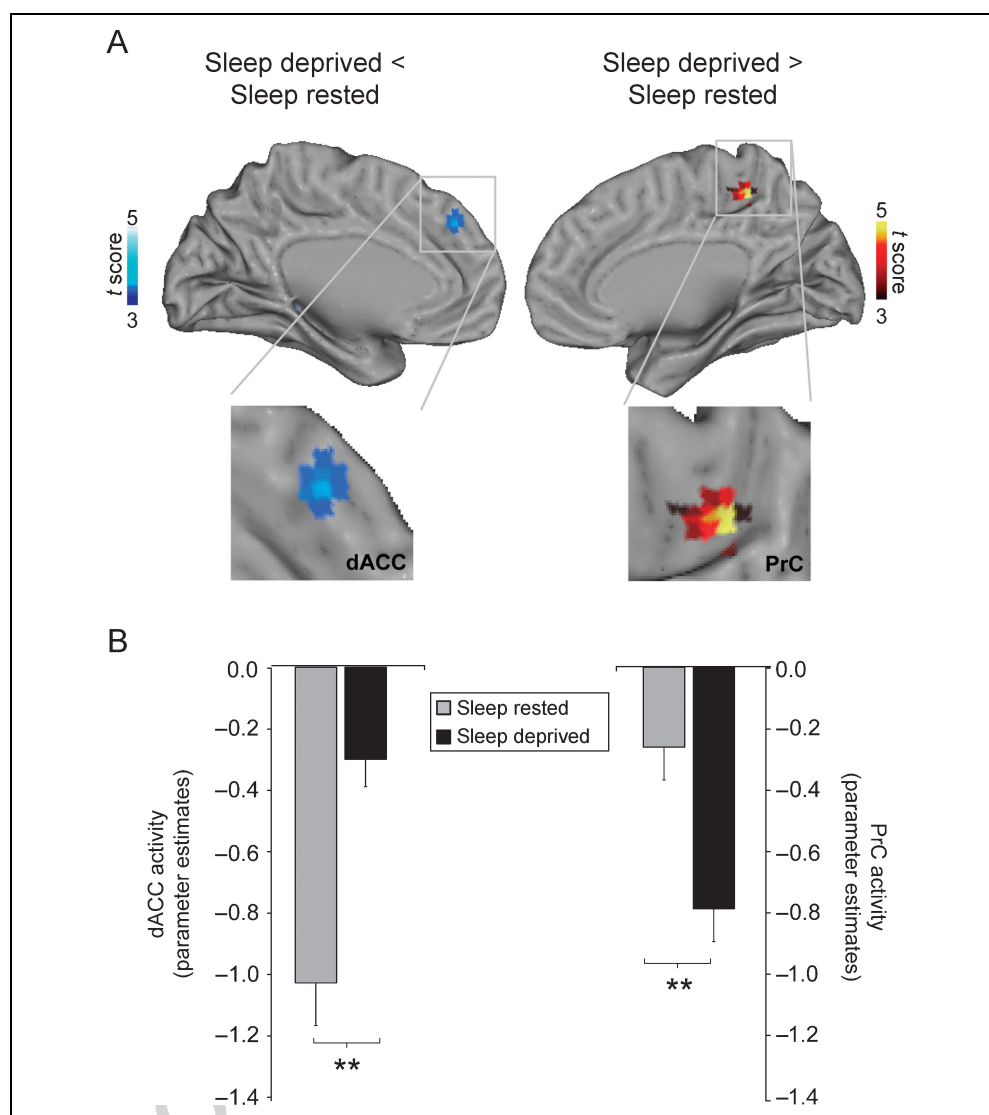 A
Sleep deprived <
Sleep rested
Sleep deprived >
Sleep rested
5
t score
3
5
t score
3
dACC
PrC
B
0.0
–0.2
–0.4
–0.6
–0.8
–1.0
–1.2
–1.4
dACC activity
(parameter estimates)
Sleep rested
Sleep deprived
**
**
0.0
–0.2
–0.4
–0.6
–0.8
–1.0
–1.2
–1.4
PrC activity
(parameter estimates)